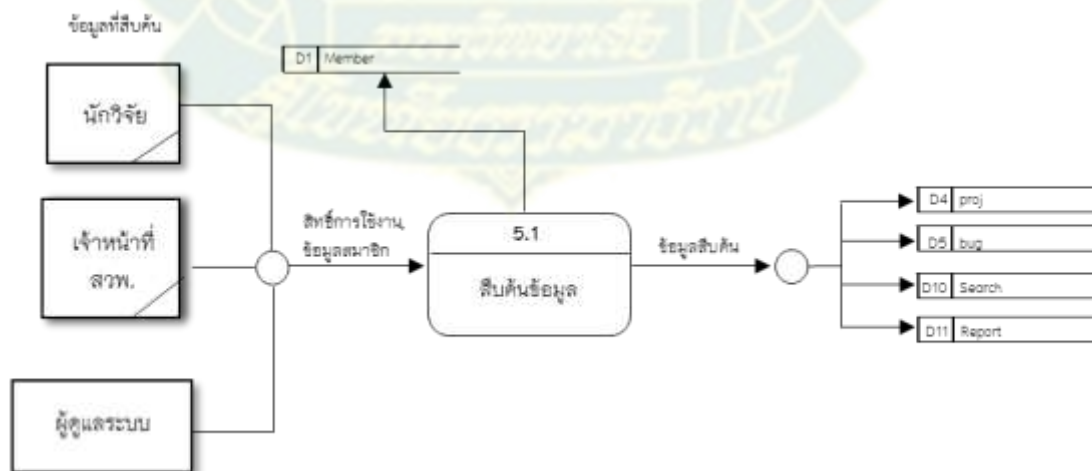 ข้อมูลที่สืบค้น
D1 Member
นักวิจัย
เจ้าหน้าที่
สวพ.
ผู้ดูแลระบบ
สิทธิ์การใช้งาน,
ข้อมูลสมาชิก
5.1
สืบค้นข้อมูล
ข้อมูลสืบค้น
D4 proj
D5 bug
D10 Search
D11 Report